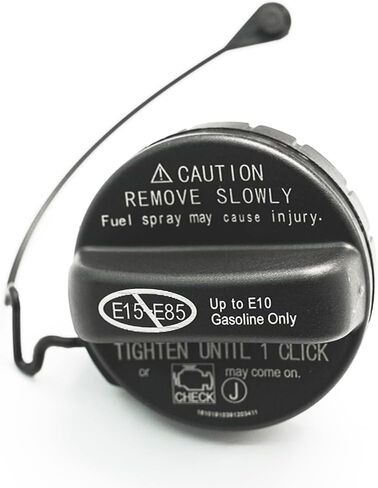 ⚠ CAUTION
REMOVE SLOWLY
Fuel spray may cause injury.
E15-E85
Up to E10
Gasoline Only
TIGHTEN UNTIL 1 CLICK
or CHECK may come on.
J